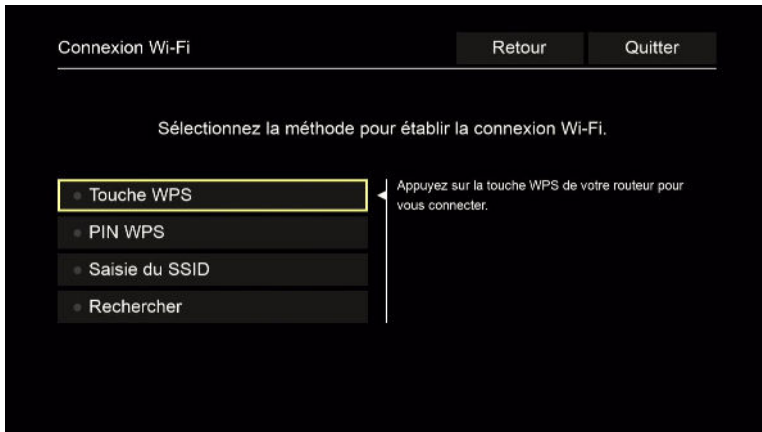 Connexion Wi-Fi
Retour
Quitter
Sélectionnez la méthode pour établir la connexion Wi-Fi.
Touche WPS
PIN WPS
Saisie du SSID
Rechercher
Appuyez sur la touche WPS de votre routeur pour
vous connecter.